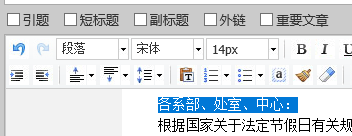 引题 短标题 副标题 外链 重要文章
段落 宋体 14px B I U
各系部、处室、中心：
根据国家关于法定节假日有关规